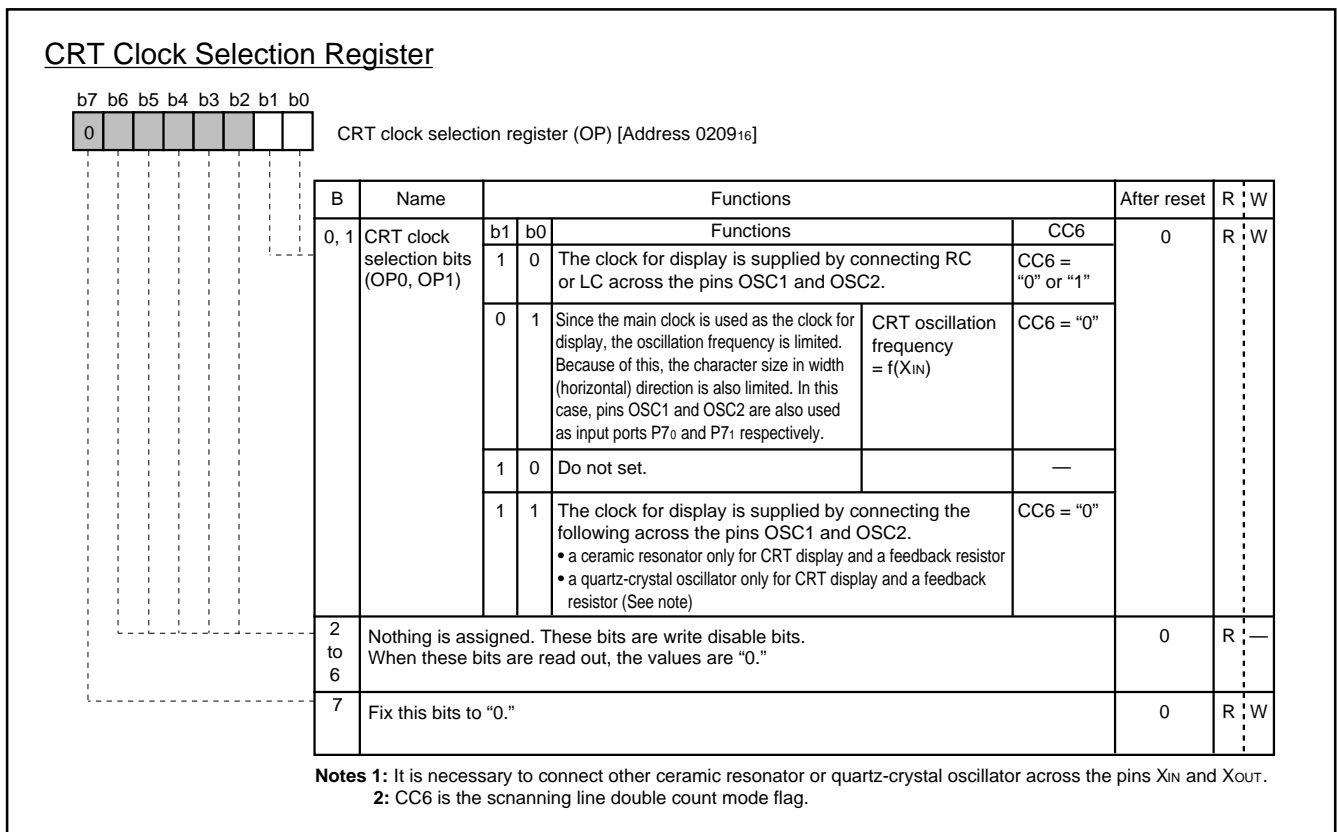 CRT Clock Selection Register
b7 b6 b5 b4 b3 b2 b1 b0
0
CRT clock selection register (OP) [Address 020916]
B Name Functions After reset R W
0, 1 CRT clock selection bits (OP0, OP1) 0 R W
b1 b0 Functions CC6
1 0 The clock for display is supplied by connecting RC
or LC across the pins OSC1 and OSC2.
CC6 =
“0” or “1”
0 1 Since the main clock is used as the clock for
display, the oscillation frequency is limited.
Because of this, the character size in width
(horizontal) direction is also limited. In this
case, pins OSC1 and OSC2 are also used
as input ports P70 and P71 respectively.
CRT oscillation
frequency
= f(XIN)
CC6 = “0”
1 0 Do not set. —
1 1 The clock for display is supplied by connecting the
following across the pins OSC1 and OSC2.
• a ceramic resonator only for CRT display and a feedback resistor
• a quartz-crystal oscillator only for CRT display and a feedback
resistor (See note)
CC6 = “0”
2
to
6
Nothing is assigned. These bits are write disable bits.
When these bits are read out, the values are “0.”
0 R —
7 Fix this bits to “0.” 0 R W
Notes 1: It is necessary to connect other ceramic resonator or quartz-crystal oscillator across the pins XIN and XOUT.
2: CC6 is the scnanning line double count mode flag.